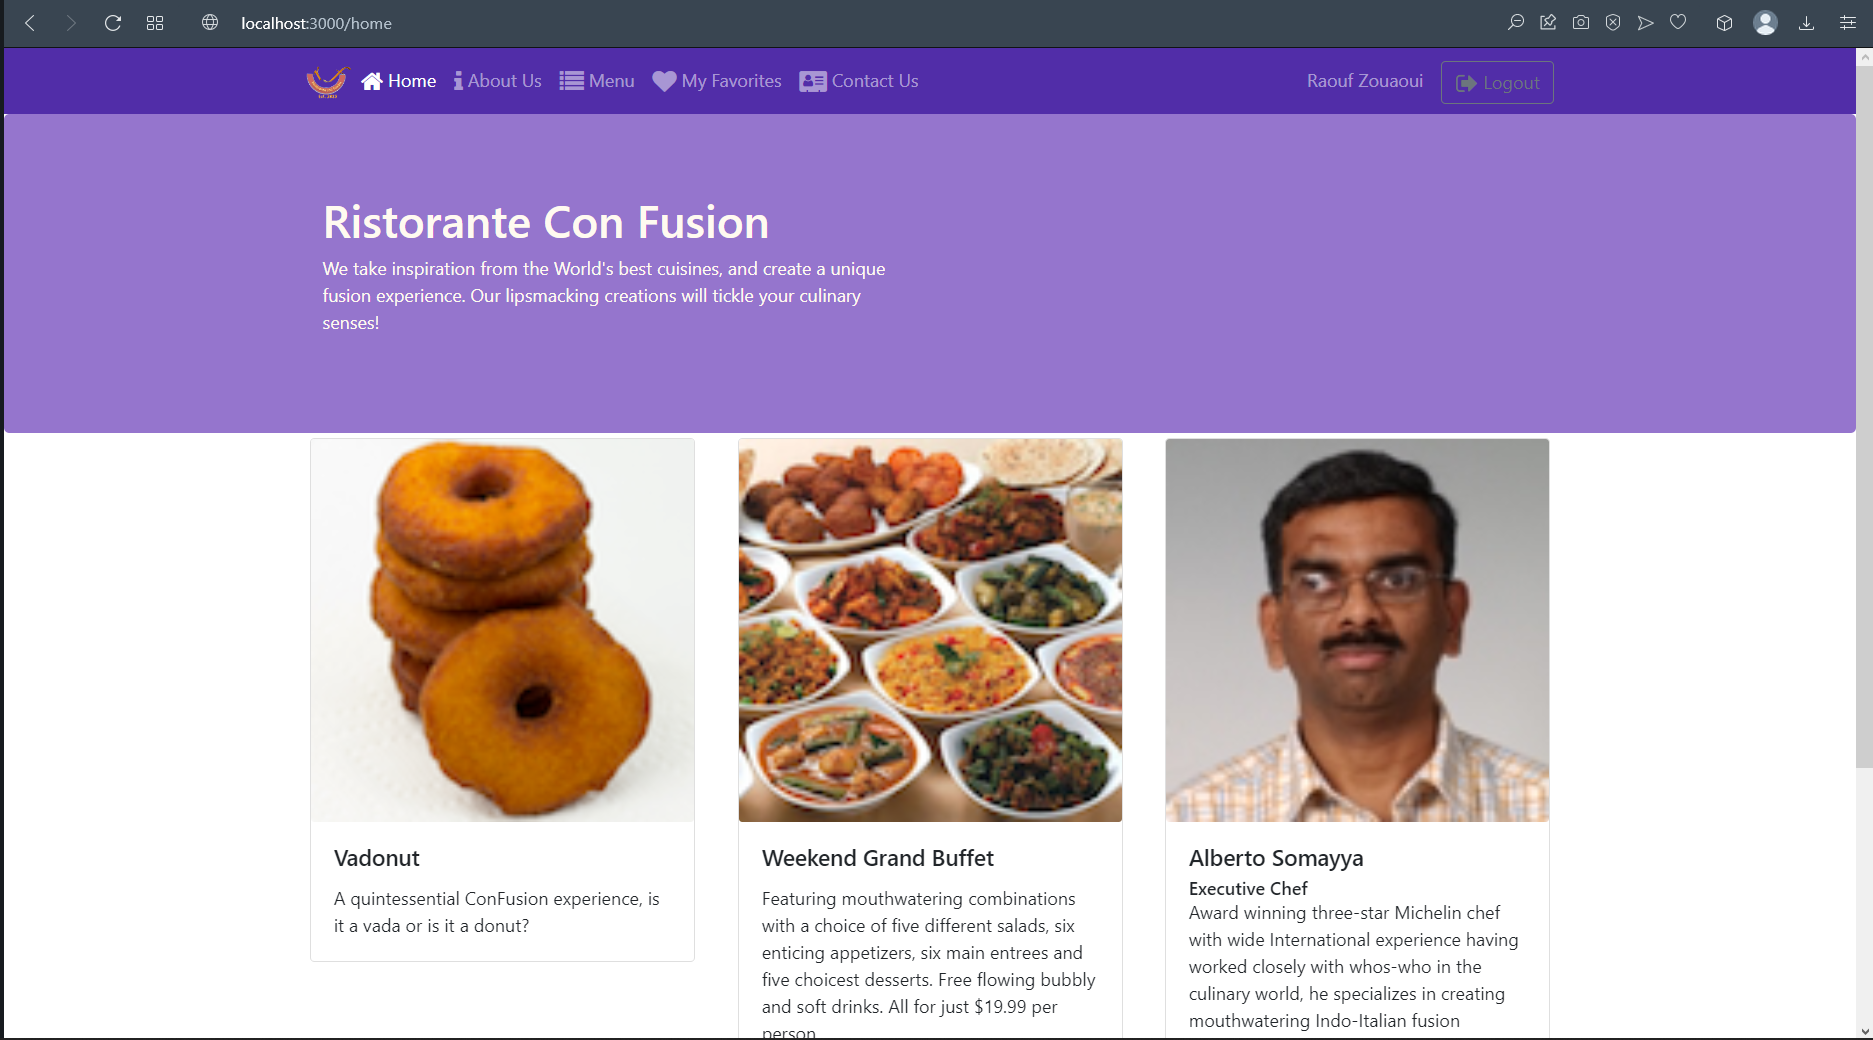 localhost:3000/home
Home About Us Menu My Favorites Contact Us Raouf Zouaoui Logout
Ristorante Con Fusion
We take inspiration from the World's best cuisines, and create a unique
fusion experience. Our lipsmacking creations will tickle your culinary
senses!
Vadonut
A quintessential ConFusion experience, is
it a vada or is it a donut?
Weekend Grand Buffet
Featuring mouthwatering combinations
with a choice of five different salads, six
enticing appetizers, six main entrees and
five choicest desserts. Free flowing bubbly
and soft drinks. All for just $19.99 per
person
Alberto Somayya
Executive Chef
Award winning three-star Michelin chef
with wide International experience having
worked closely with whos-who in the
culinary world, he specializes in creating
mouthwatering Indo-Italian fusion